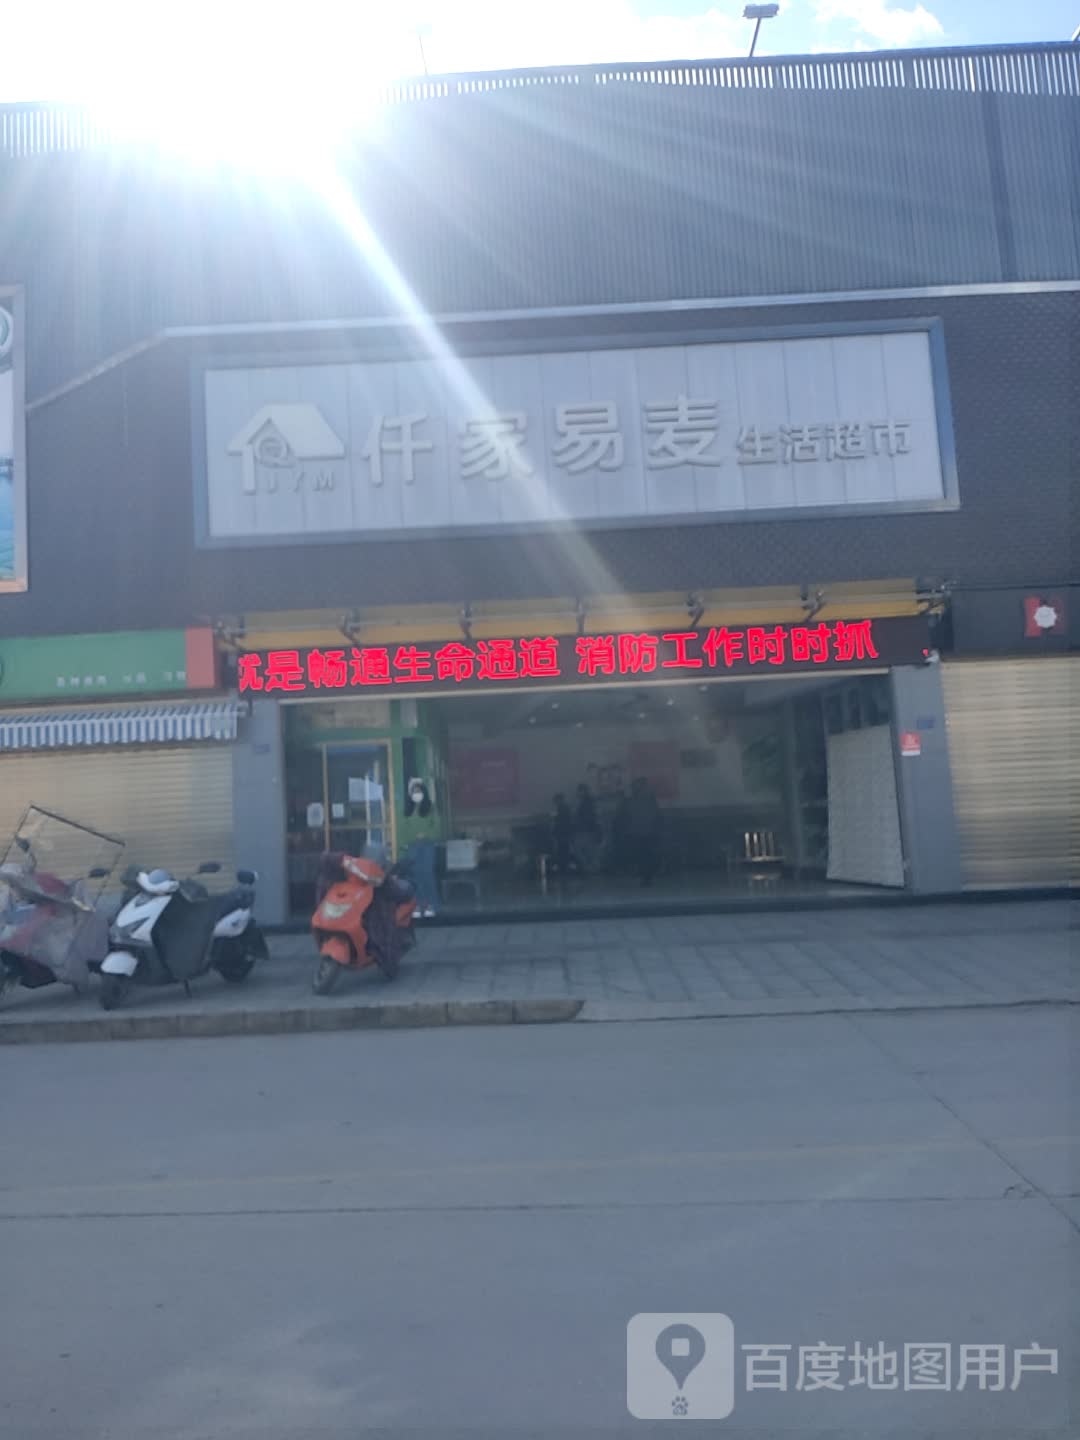 QJYM
仟家易麦生活超市
就是畅通生命通道 消防工作时时抓
百度地图用户